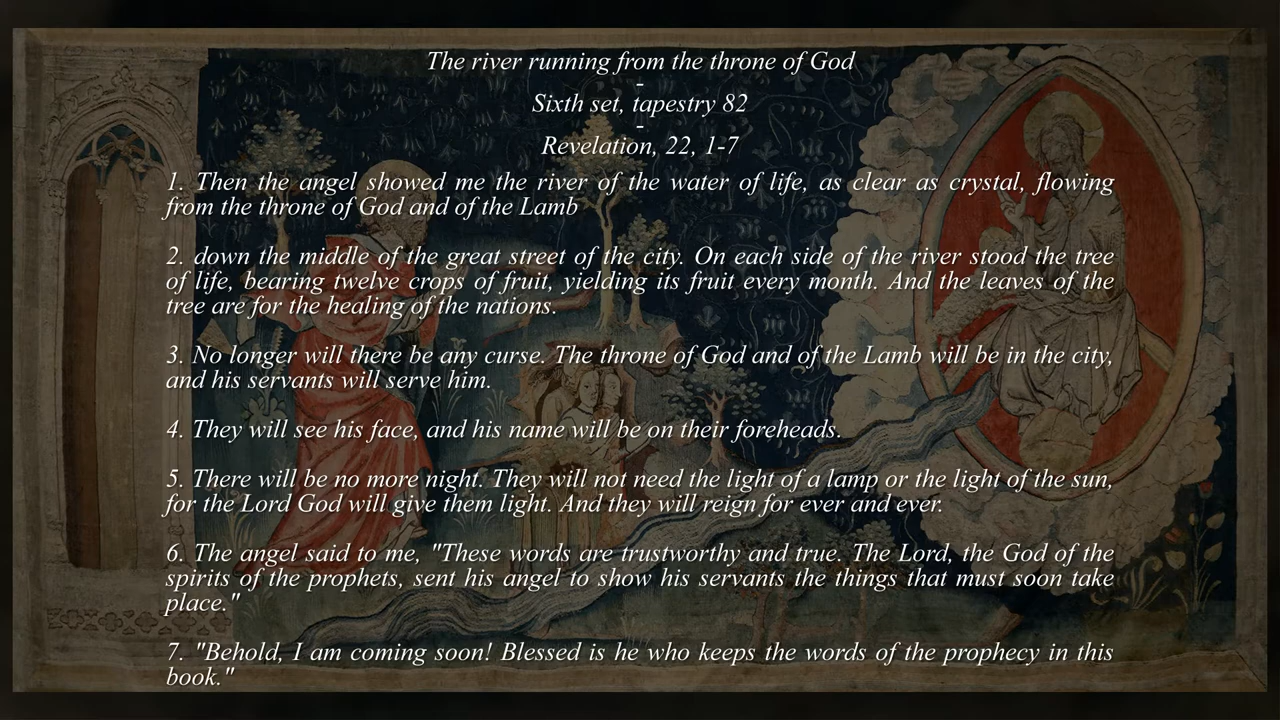 The river running from the throne of God
-
Sixth set, tapestry 82
-
Revelation, 22, 1-7
1. Then the angel showed me the river of the water of life, as clear as crystal, flowing
from the throne of God and of the Lamb
2. down the middle of the great street of the city. On each side of the river stood the tree
of life, bearing twelve crops of fruit, yielding its fruit every month. And the leaves of the
tree are for the healing of the nations.
3. No longer will there be any curse. The throne of God and of the Lamb will be in the city,
and his servants will serve him.
4. They will see his face, and his name will be on their foreheads.
5. There will be no more night. They will not need the light of a lamp or the light of the sun,
for the Lord God will give them light. And they will reign for ever and ever.
6. The angel said to me, "These words are trustworthy and true. The Lord, the God of the
spirits of the prophets, sent his angel to show his servants the things that must soon take
place."
7. "Behold, I am coming soon! Blessed is he who keeps the words of the prophecy in this
book."